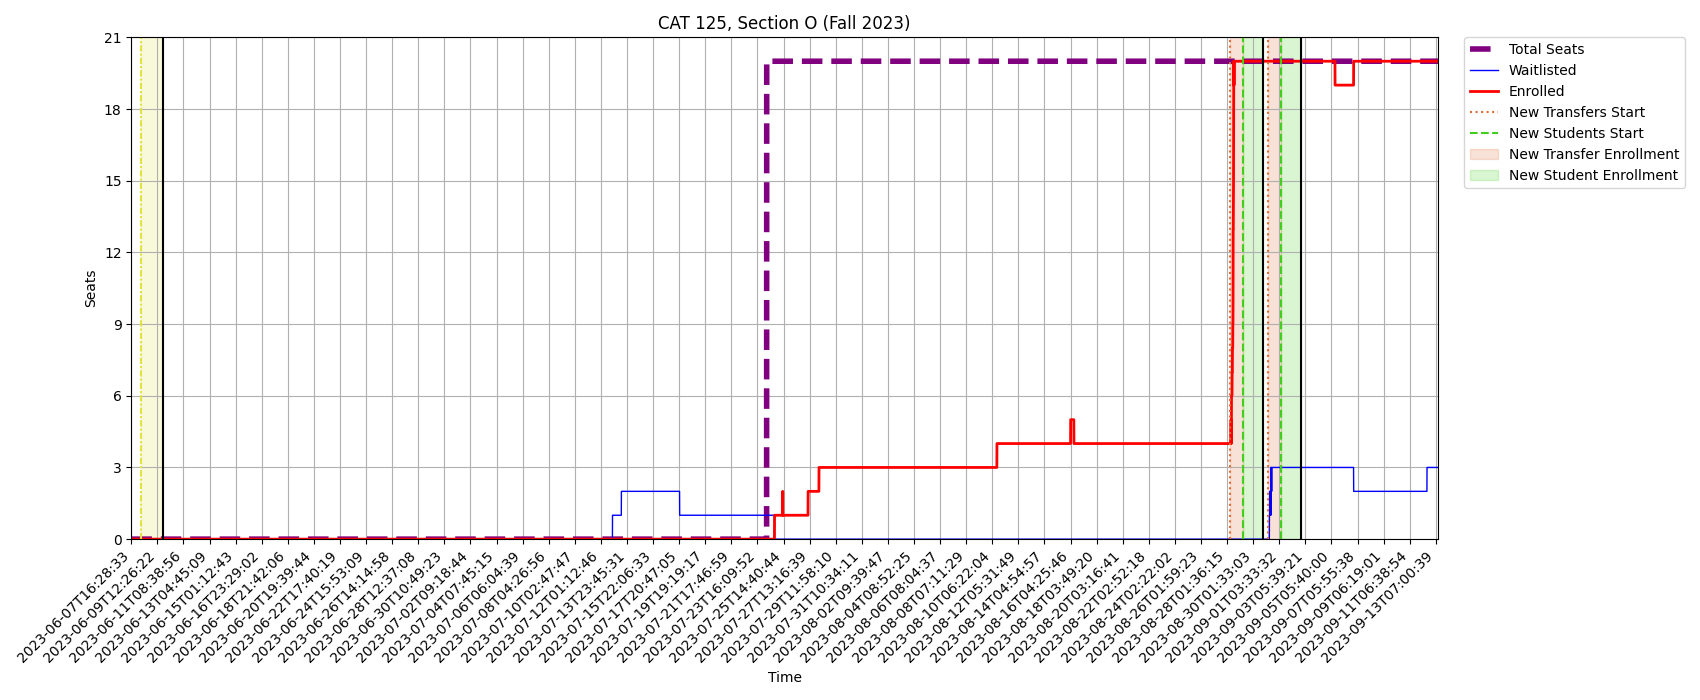 CAT 125, Section O (Fall 2023)
21
18
15
12
9
6
3
0
Seats
Total Seats
Waitlisted
Enrolled
New Transfers Start
New Students Start
New Transfer Enrollment
New Student Enrollment
2023-06-07T16:28:33
2023-06-09T12:26:22
2023-06-11T08:38:56
2023-06-13T04:45:09
2023-06-15T01:12:43
2023-06-16T23:29:02
2023-06-18T21:42:06
2023-06-20T19:39:44
2023-06-22T17:40:19
2023-06-24T15:53:09
2023-06-26T14:14:58
2023-06-28T12:37:08
2023-06-30T10:49:23
2023-07-02T09:18:44
2023-07-04T07:45:15
2023-07-06T06:04:39
2023-07-08T04:26:56
2023-07-10T02:47:47
2023-07-12T01:12:46
2023-07-13T23:45:31
2023-07-15T22:06:33
2023-07-17T20:47:05
2023-07-19T19:19:17
2023-07-21T17:46:59
2023-07-23T16:09:52
2023-07-25T14:40:44
2023-07-27T13:16:39
2023-07-29T11:58:10
2023-07-31T10:34:11
2023-08-02T09:39:47
2023-08-04T08:52:25
2023-08-06T08:04:37
2023-08-08T07:11:29
2023-08-10T06:22:04
2023-08-12T05:31:49
2023-08-14T04:54:57
2023-08-16T04:25:46
2023-08-18T03:49:20
2023-08-20T03:16:41
2023-08-22T02:52:18
2023-08-24T02:22:02
2023-08-26T01:59:23
2023-08-28T01:36:15
2023-08-30T01:33:03
2023-09-01T03:33:32
2023-09-03T05:39:21
2023-09-05T05:40:00
2023-09-07T05:55:38
2023-09-09T06:19:01
2023-09-11T06:38:54
2023-09-13T07:00:39
Time